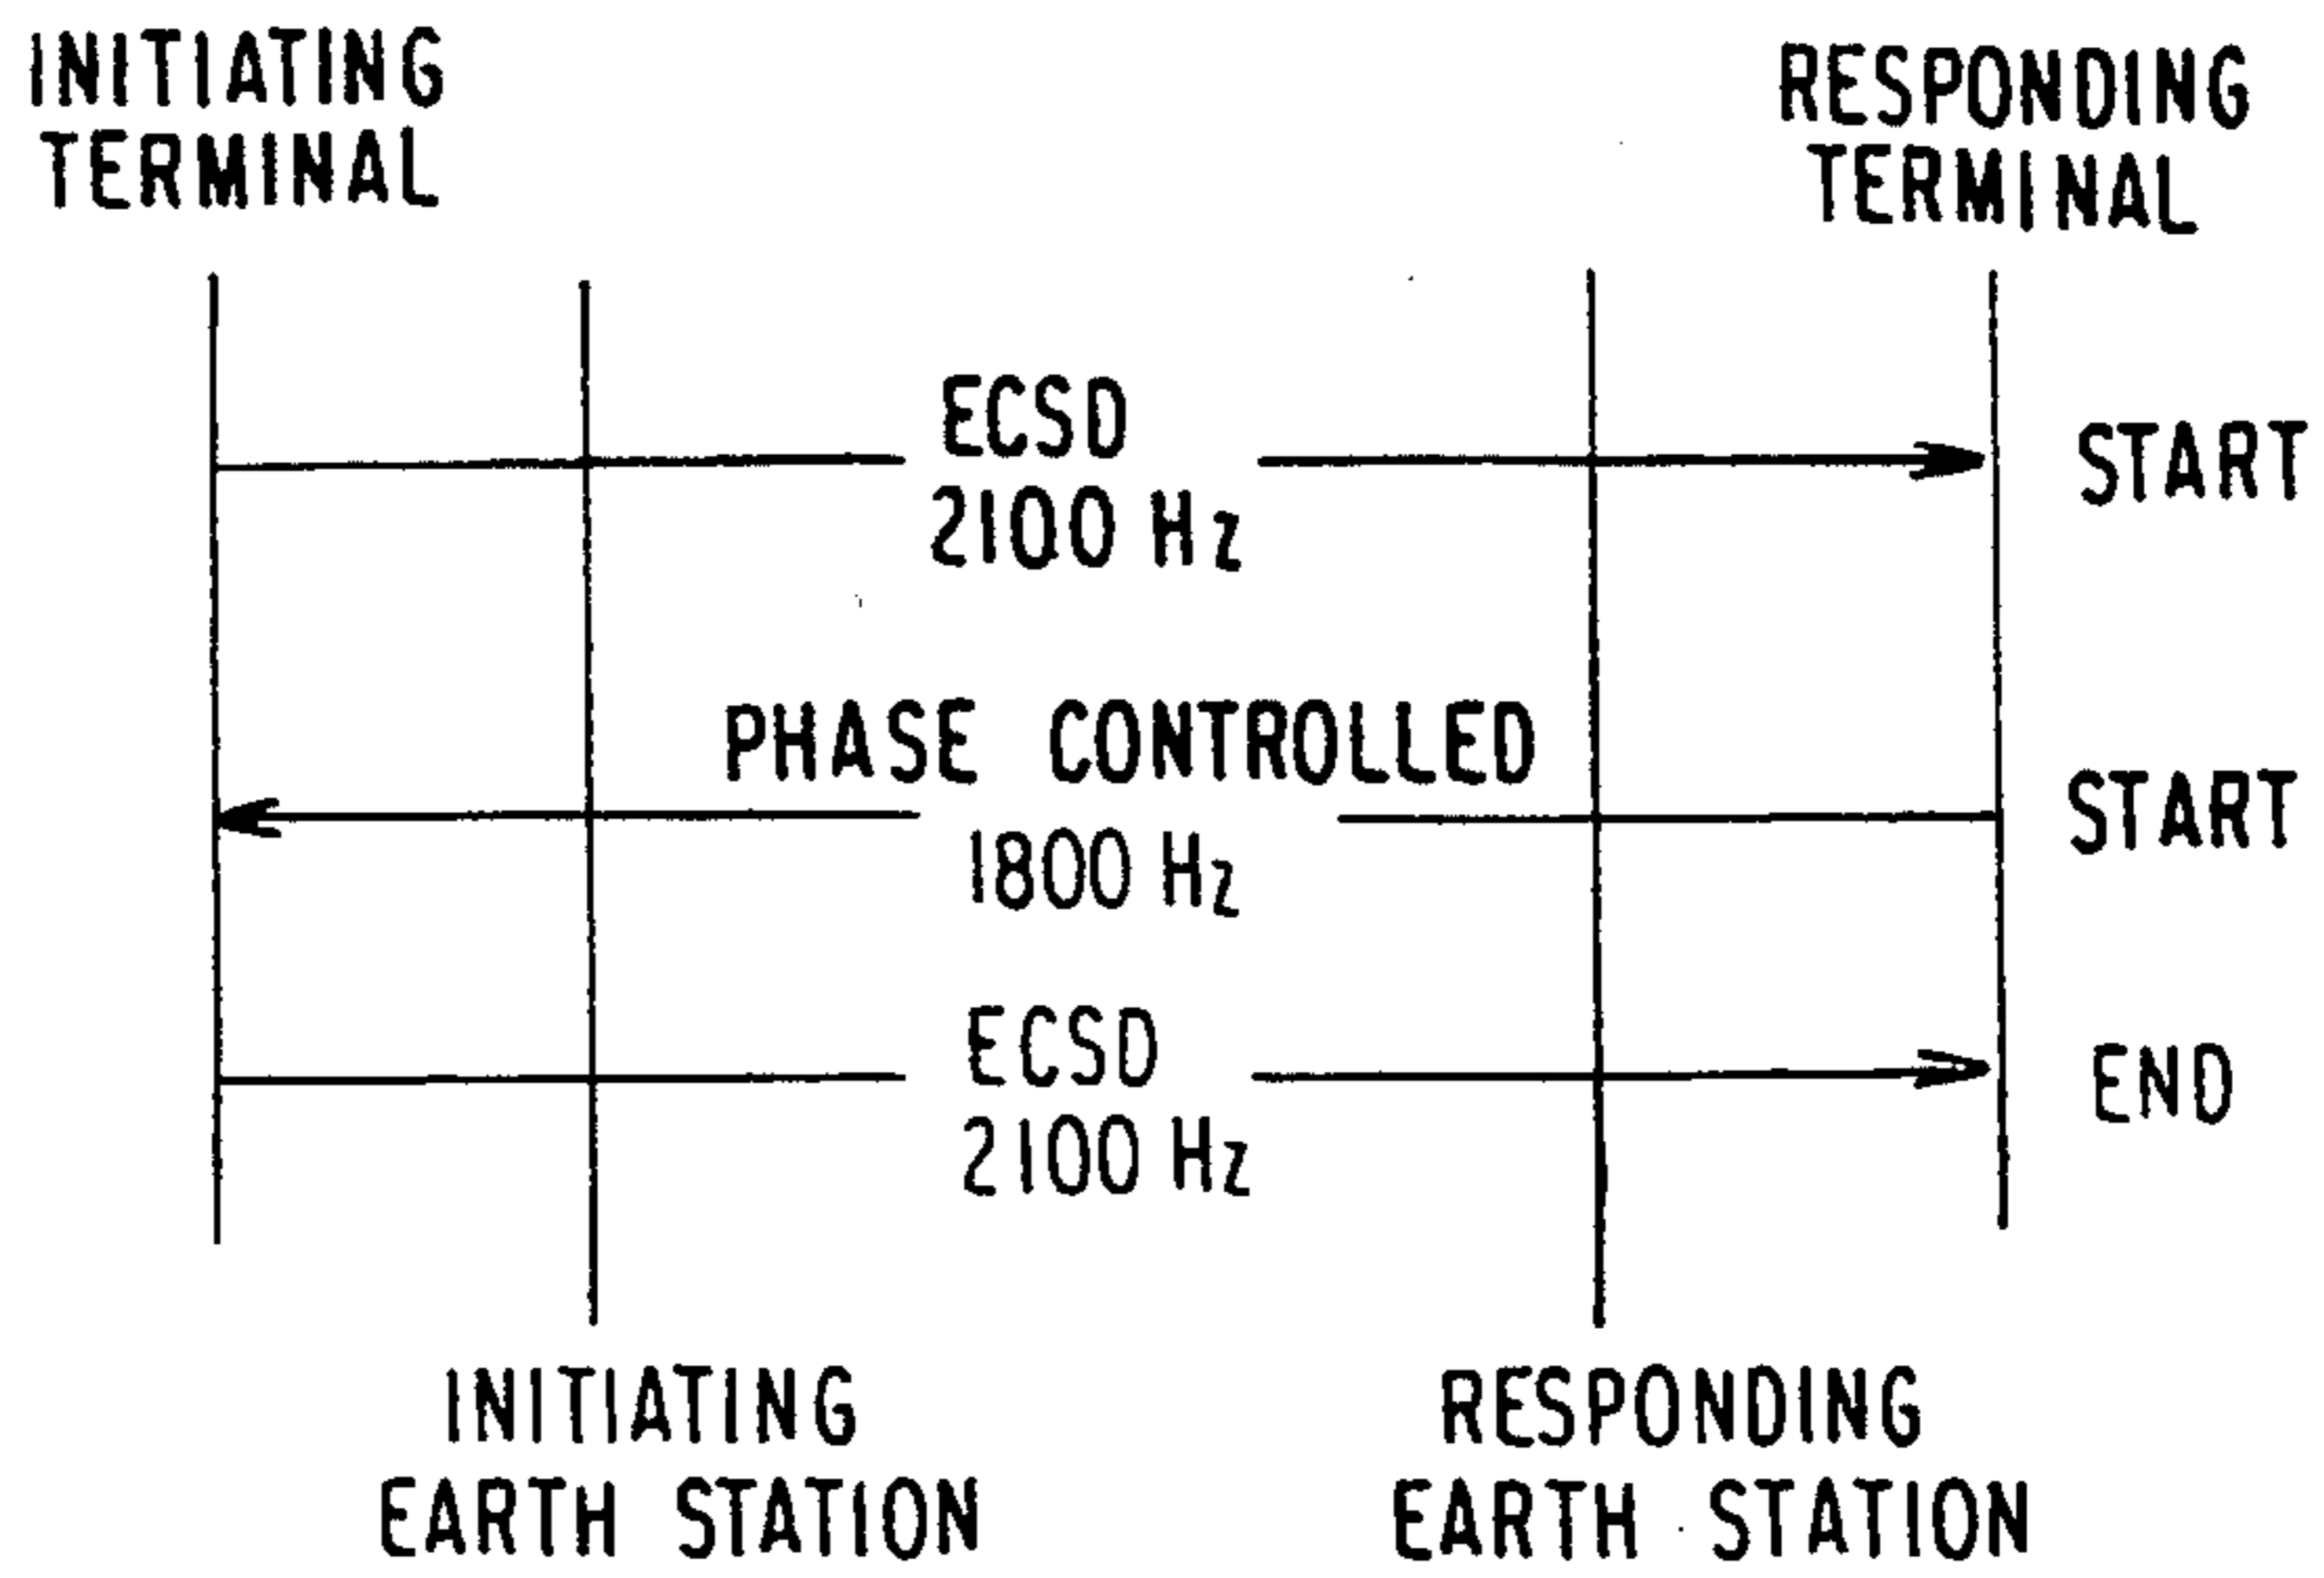 INITIATING
TERMINAL
RESPONDING
TERMINAL
ECSD
2100 Hz
START
PHASE CONTROLLED
1800 Hz
START
ECSD
2100 Hz
END
INITIATING
EARTH STATION
RESPONDING
EARTH STATION